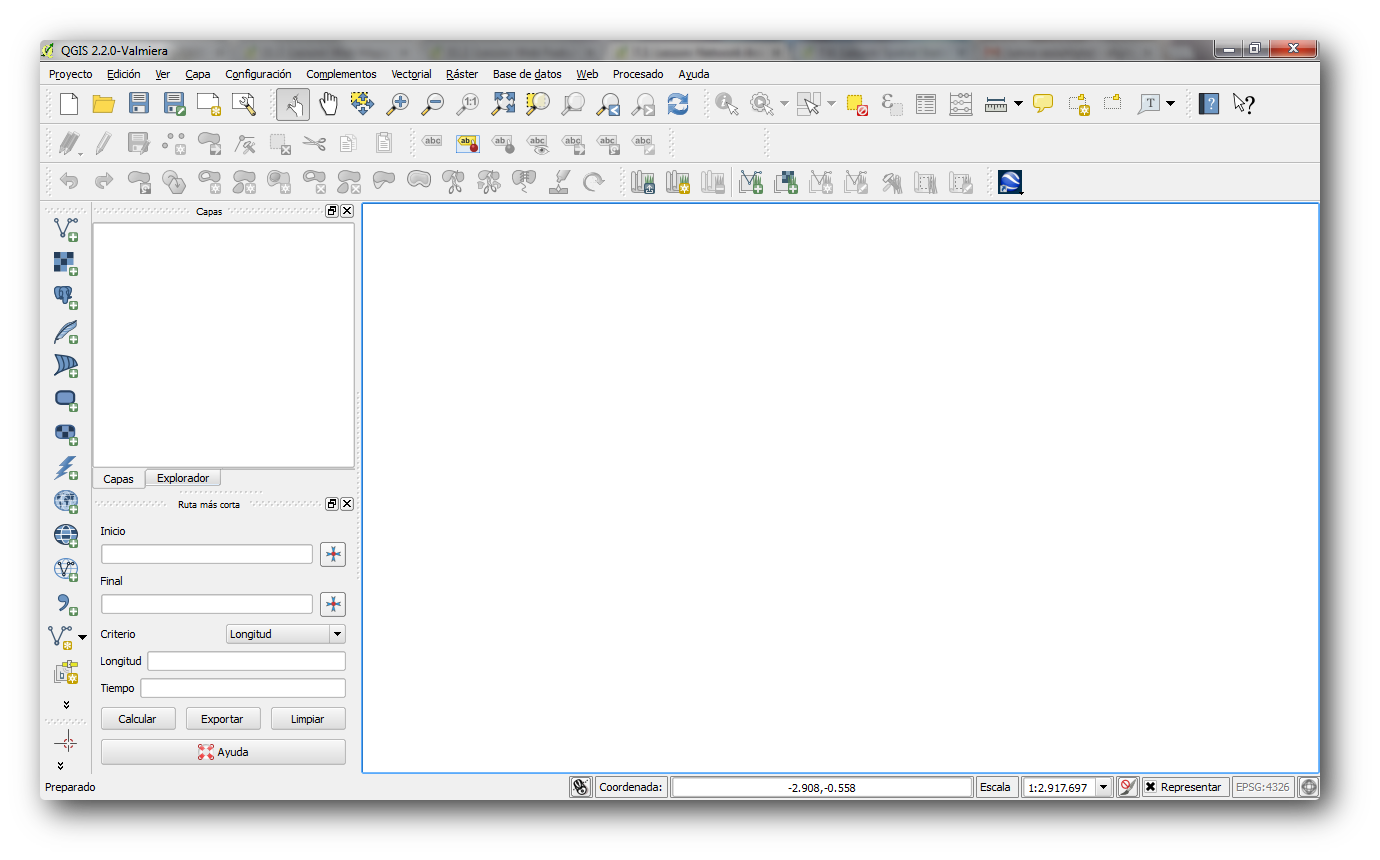 QGIS 2.2.0-Valmiera
Proyecto Edición Ver Capa Configuración Complementos Vectorial Ráster Base de datos Web Procesado Ayuda
1:1 T ?
abc abc abc abc abc abc abc
Capas
Capas Explorador
Ruta más corta
Inicio
Final
Criterio Longitud
Longitud
Tiempo
Calcular Exportar Limpiar
Ayuda
Preparado Coordenada: -2.908,-0.558 Escala 1:2.917.697 Representar EPSG:4326